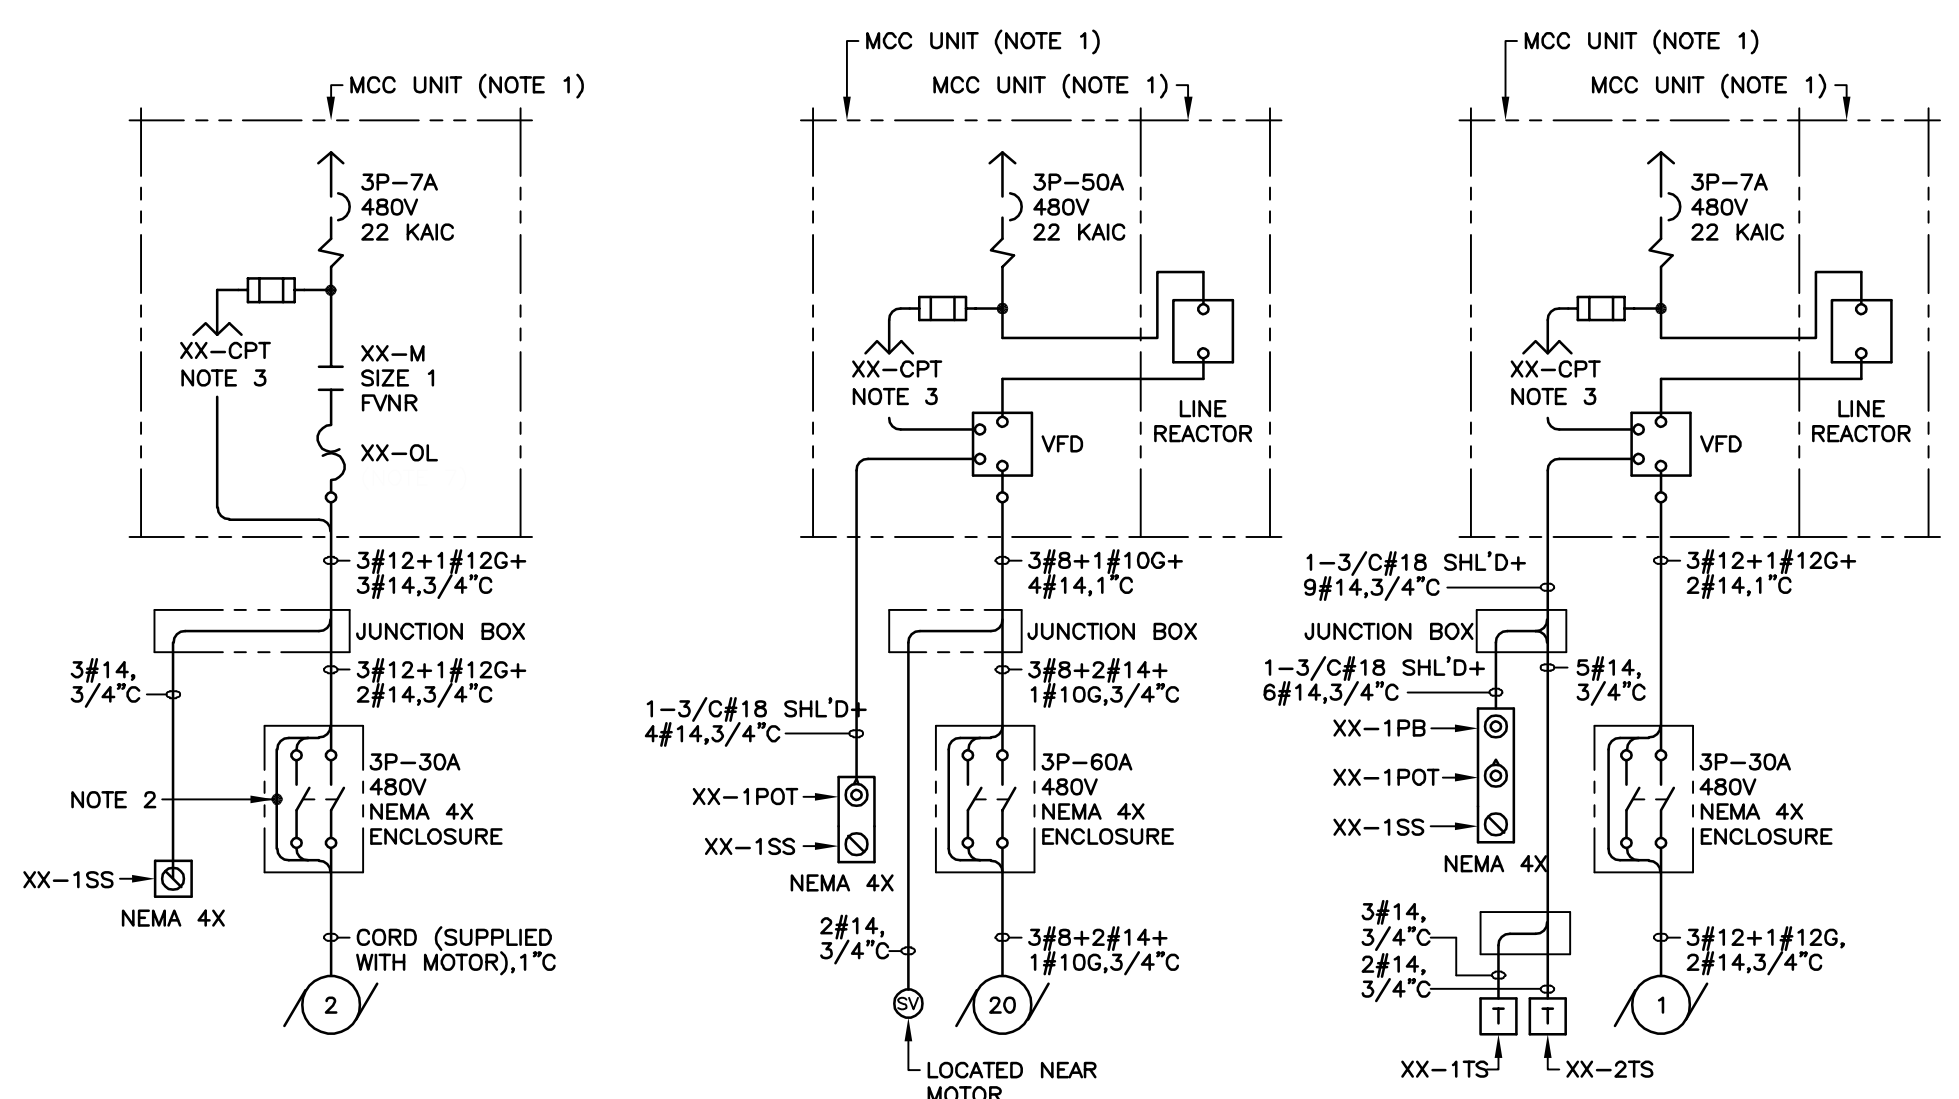 MCC UNIT (NOTE 1)
3P-7A
480V
22 KAIC
XX-CPT
NOTE 3
XX-M
SIZE 1
FVNR
XX-OL
3#12+1#12G+
3#14,3/4"C
JUNCTION BOX
3#14,
3/4"C
3#12+1#12G+
2#14,3/4"C
3P-30A
480V
NEMA 4X
ENCLOSURE
NOTE 2
XX-1SS
NEMA 4X
CORD (SUPPLIED
WITH MOTOR),1"C
2
MCC UNIT (NOTE 1)
MCC UNIT (NOTE 1)
3P-50A
480V
22 KAIC
XX-CPT
NOTE 3
LINE
REACTOR
VFD
3#8+1#10G+
4#14,1"C
JUNCTION BOX
3#8+2#14+
1#10G,3/4"C
1-3/C#18 SHL'D+
4#14,3/4"C
3P-60A
480V
NEMA 4X
ENCLOSURE
XX-1POT
XX-1SS
NEMA 4X
2#14,
3/4"C
3#8+2#14+
1#10G,3/4"C
SV
20
LOCATED NEAR
MOTOR
MCC UNIT (NOTE 1)
MCC UNIT (NOTE 1)
3P-7A
480V
22 KAIC
XX-CPT
NOTE 3
LINE
REACTOR
VFD
1-3/C#18 SHL'D+
9#14,3/4"C
3#12+1#12G+
2#14,1"C
JUNCTION BOX
1-3/C#18 SHL'D+
6#14,3/4"C
5#14,
3/4"C
XX-1PB
XX-1POT
XX-1SS
NEMA 4X
3P-30A
480V
NEMA 4X
ENCLOSURE
3#14,
3/4"C
2#14,
3/4"C
3#12+1#12G,
2#14,3/4"C
T
T
1
XX-1TS
XX-2TS